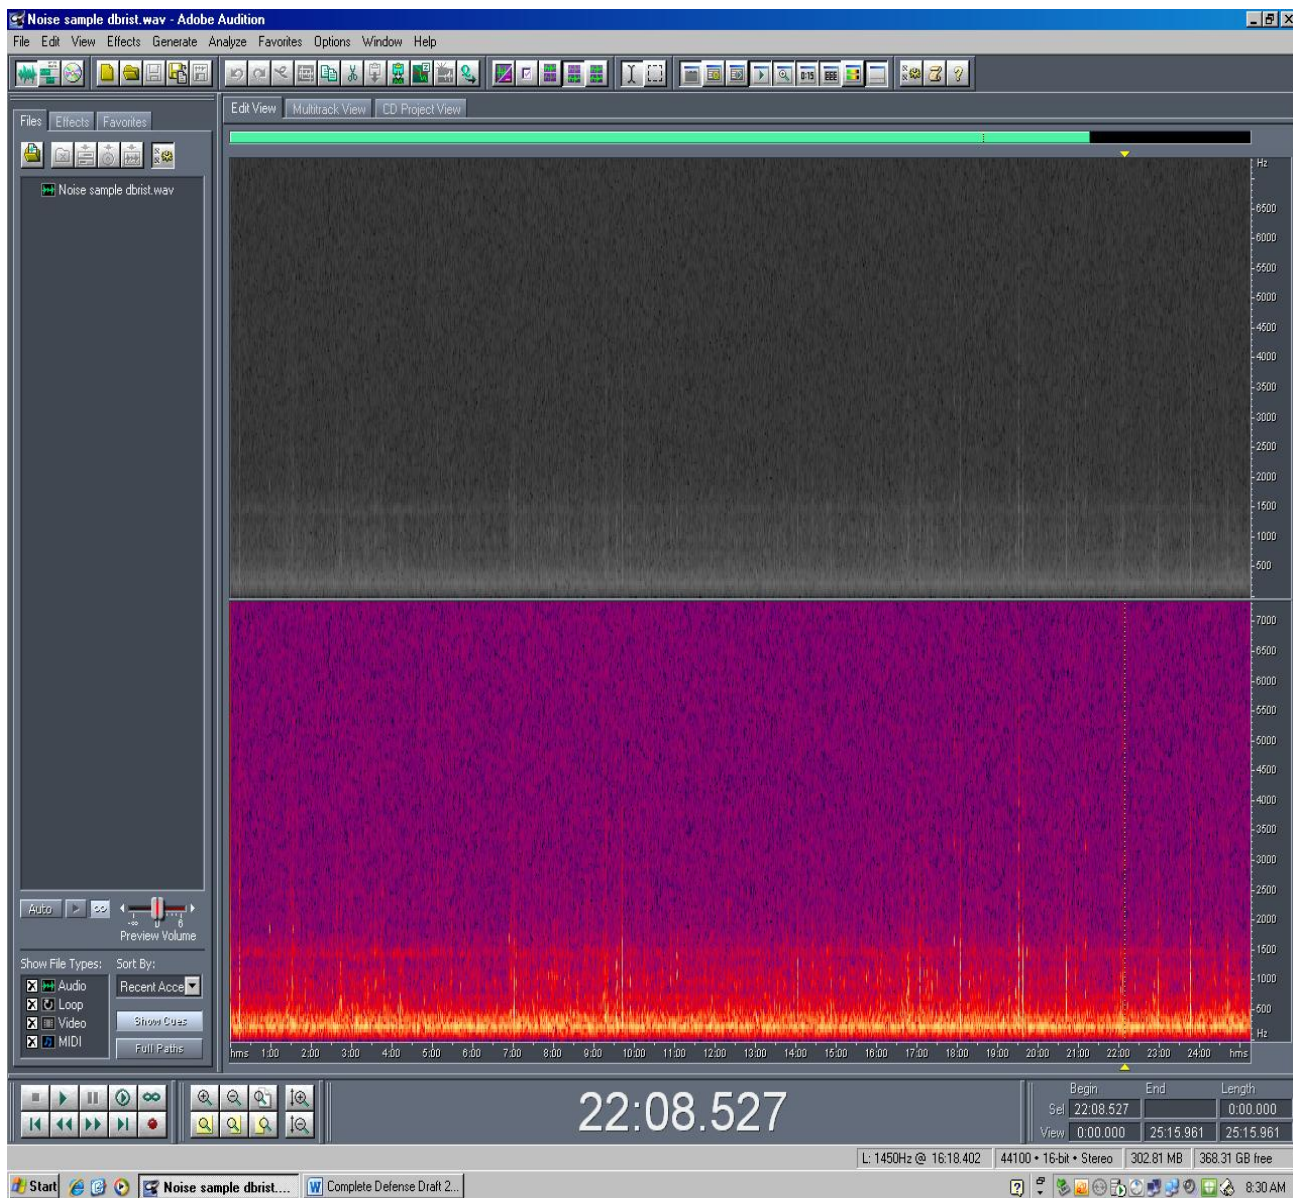 Noise sample dbrist.wav - Adobe Audition
File Edit View Effects Generate Analyze Favorites Options Window Help
Files Effects Favorites
Edit View Multitrack View CD Project View
Noise sample dbrist.wav
Hz
6500
6000
5500
5000
4500
4000
3500
3000
2500
2000
1500
1000
500
7000
6500
6000
5500
5000
4500
4000
3500
3000
2500
2000
1500
1000
500
Hz
hms 1:00 2:00 3:00 4:00 5:00 6:00 7:00 8:00 9:00 10:00 11:00 12:00 13:00 14:00 15:00 16:00 17:00 18:00 19:00 20:00 21:00 22:00 23:00 24:00 hms
Auto
-∞ 0 6
Preview Volume
Show File Types: Sort By:
Audio Recent Acce
Loop
Video Show Cues
MIDI Full Paths
22:08.527
Begin End Length
Sel 22:08.527 0:00.000
View 0:00.000 25:15.961 25:15.961
L: 1450Hz @ 16:18.402 44100 • 16-bit • Stereo 302.81 MB 368.31 GB free
Start Noise sample dbrist.... Complete Defense Draft 2... 8:30 AM